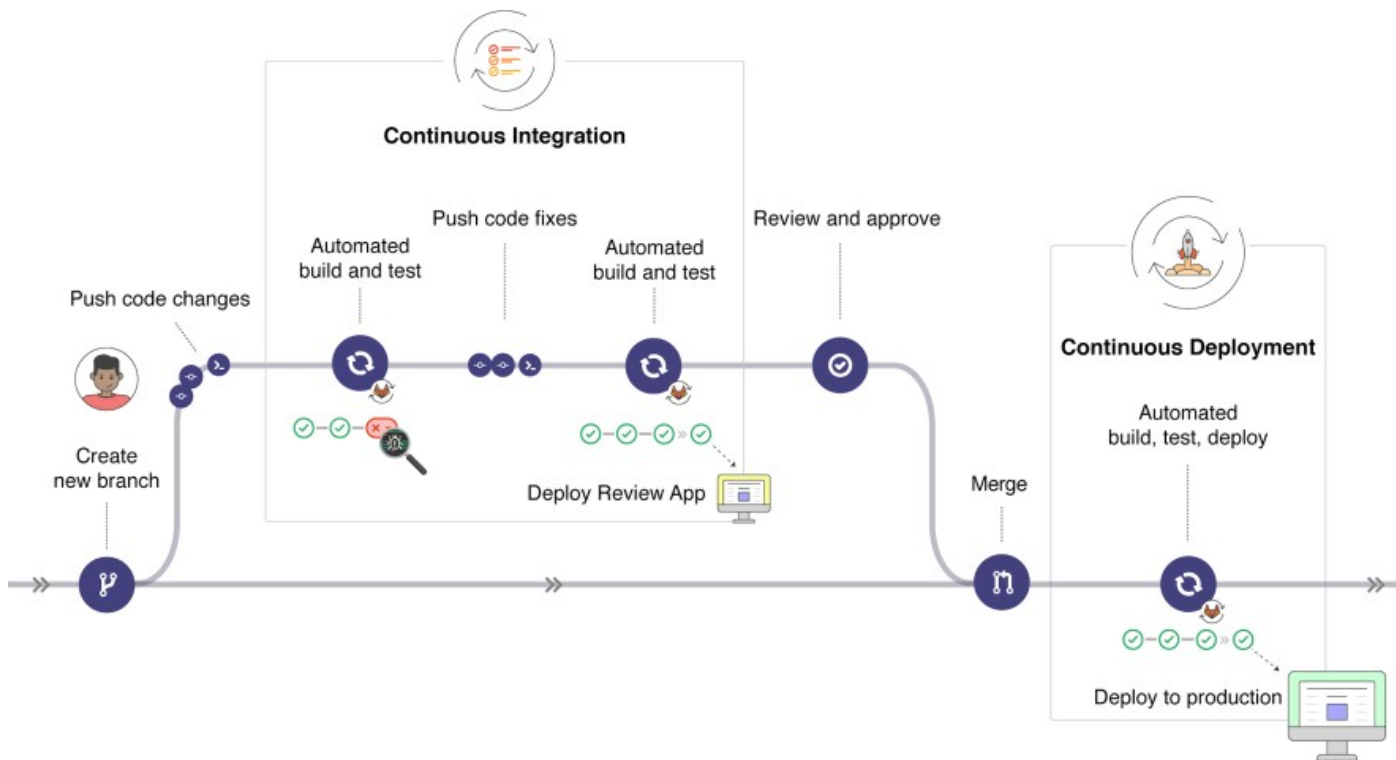 Continuous Integration
Push code fixes
Review and approve
Automated
build and test
Automated
build and test
Push code changes
Continuous Deployment
Automated
build, test, deploy
Create
new branch
Deploy Review App
Merge
Deploy to production